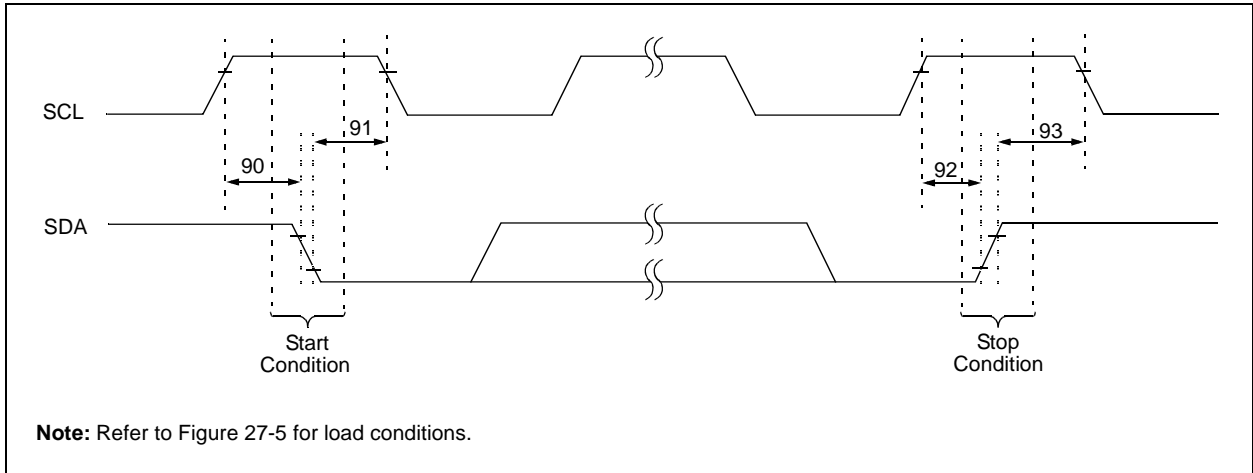 SCL
91
93
90
92
SDA
Start
Condition
Stop
Condition
Note: Refer to Figure 27-5 for load conditions.